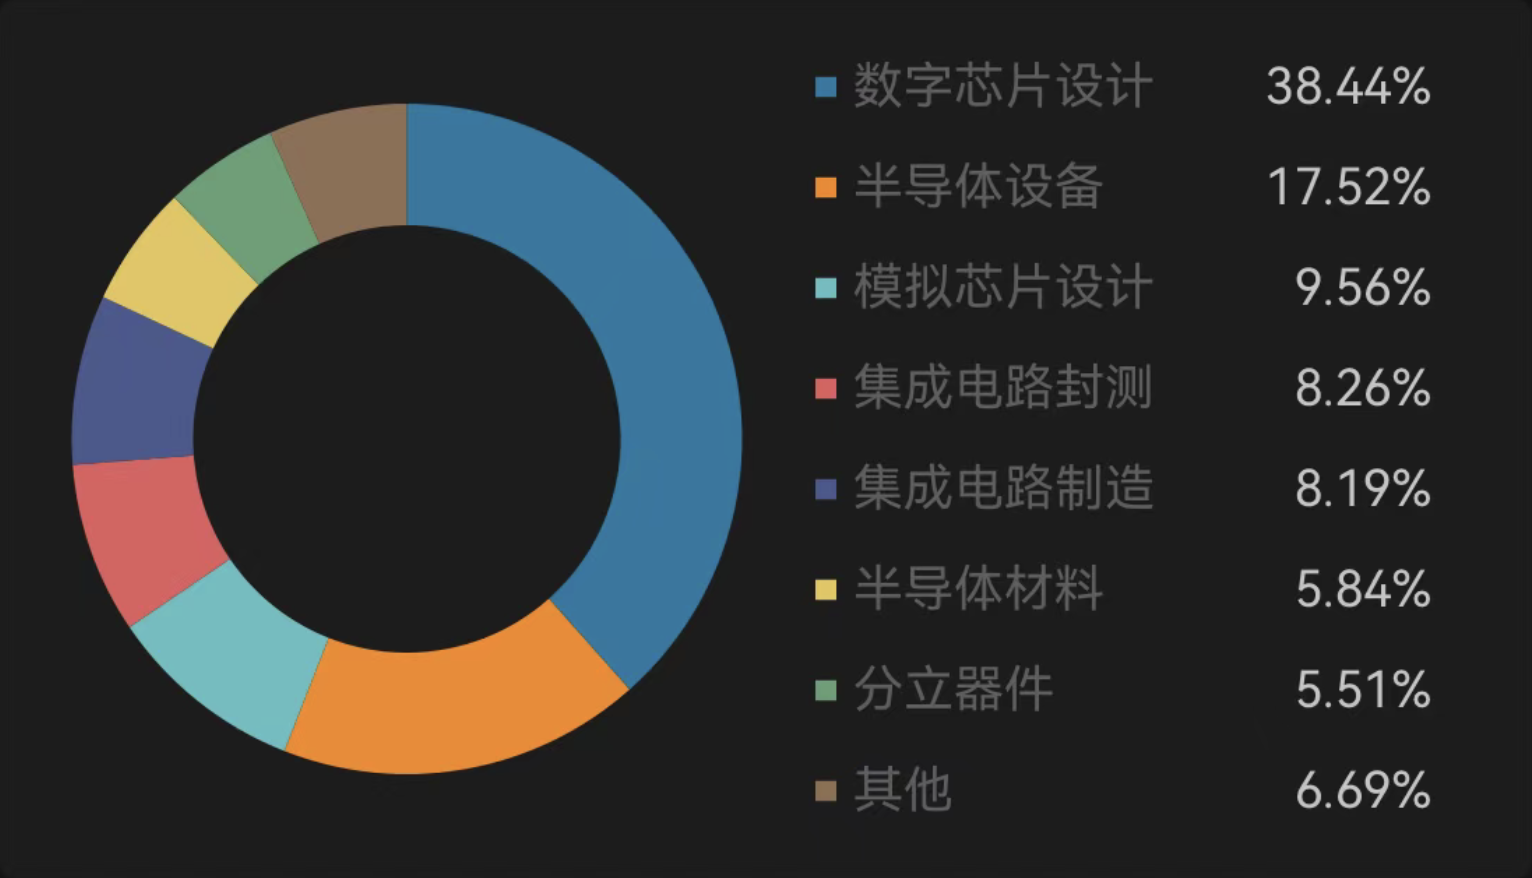 数字芯片设计 38.44%
半导体设备 17.52%
模拟芯片设计 9.56%
集成电路封测 8.26%
集成电路制造 8.19%
半导体材料 5.84%
分立器件 5.51%
其他 6.69%